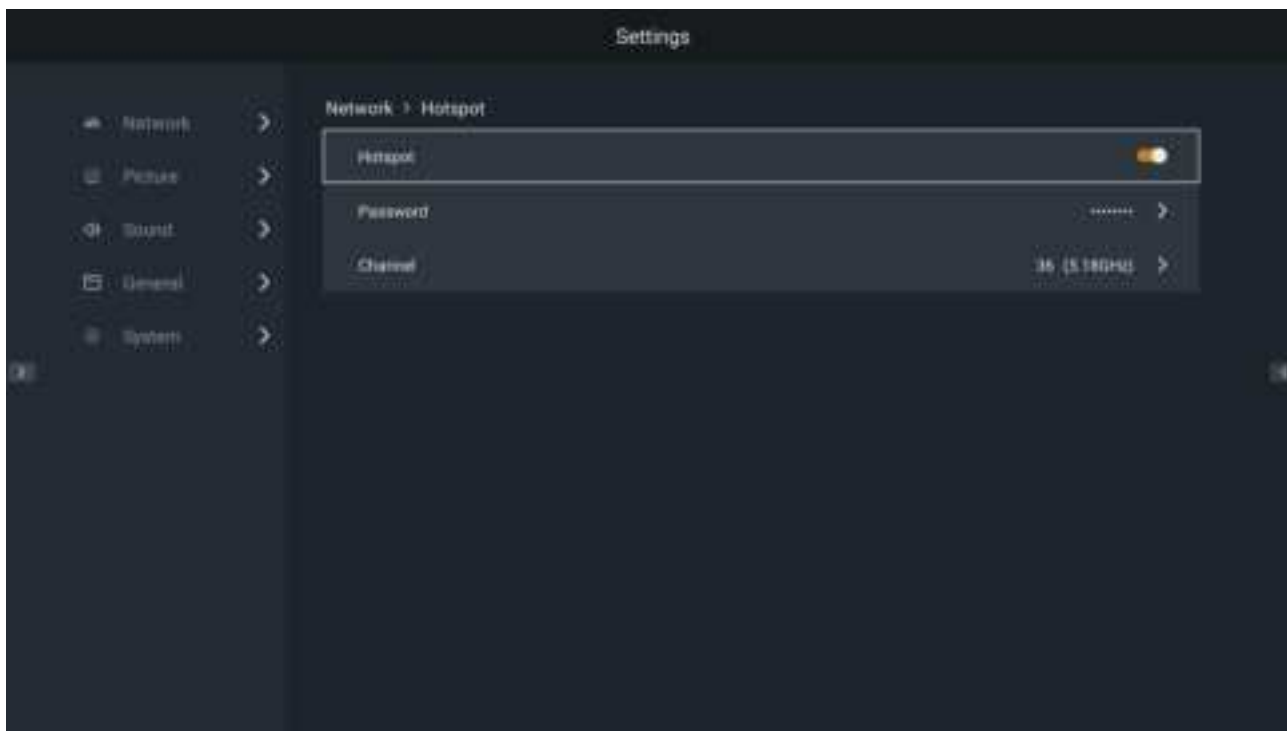 Settings
Network
Picture
Sound
General
System
Network > Hotspot
Hotspot
Password ········
Channel 36 (5.18GHz)